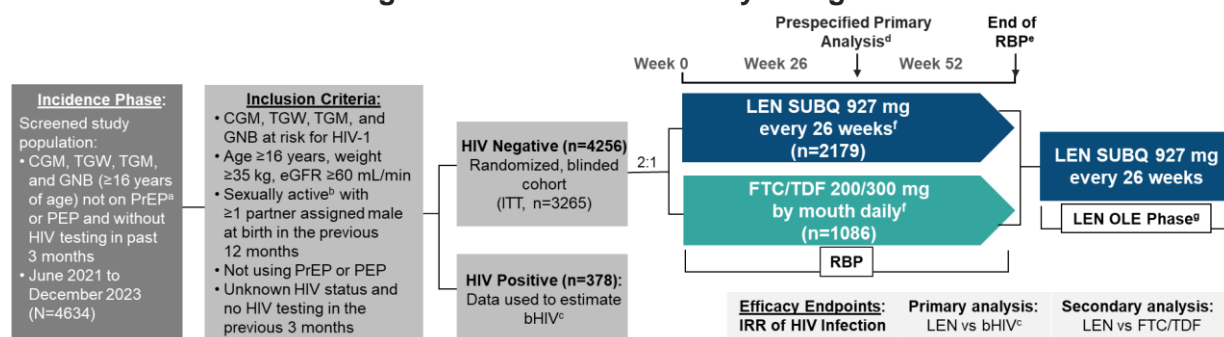 Prespecified Primary
Analysisᵈ
End of
RBPᵉ
Week 0
Week 26
Week 52
Incidence Phase:
Screened study
population:
• CGM, TGW, TGM,
and GNB (≥16 years
of age) not on PrEPᵃ
or PEP and without
HIV testing in past
3 months
• June 2021 to
December 2023
(N=4634)
Inclusion Criteria:
• CGM, TGW, TGM, and
GNB at risk for HIV-1
• Age ≥16 years, weight
≥35 kg, eGFR ≥60 mL/min
• Sexually activeᵇ with
≥1 partner assigned male
at birth in the previous
12 months
• Not using PrEP or PEP
• Unknown HIV status and
no HIV testing in the
previous 3 months
HIV Negative (n=4256)
Randomized, blinded
cohort
(ITT, n=3265)
HIV Positive (n=378):
Data used to estimate
bHIVᶜ
2:1
LEN SUBQ 927 mg
every 26 weeksᶠ
(n=2179)
FTC/TDF 200/300 mg
by mouth dailyᶠ
(n=1086)
RBP
LEN SUBQ 927 mg
every 26 weeks
LEN OLE Phaseᵍ
Efficacy Endpoints:
IRR of HIV Infection
Primary analysis:
LEN vs bHIVᶜ
Secondary analysis:
LEN vs FTC/TDF